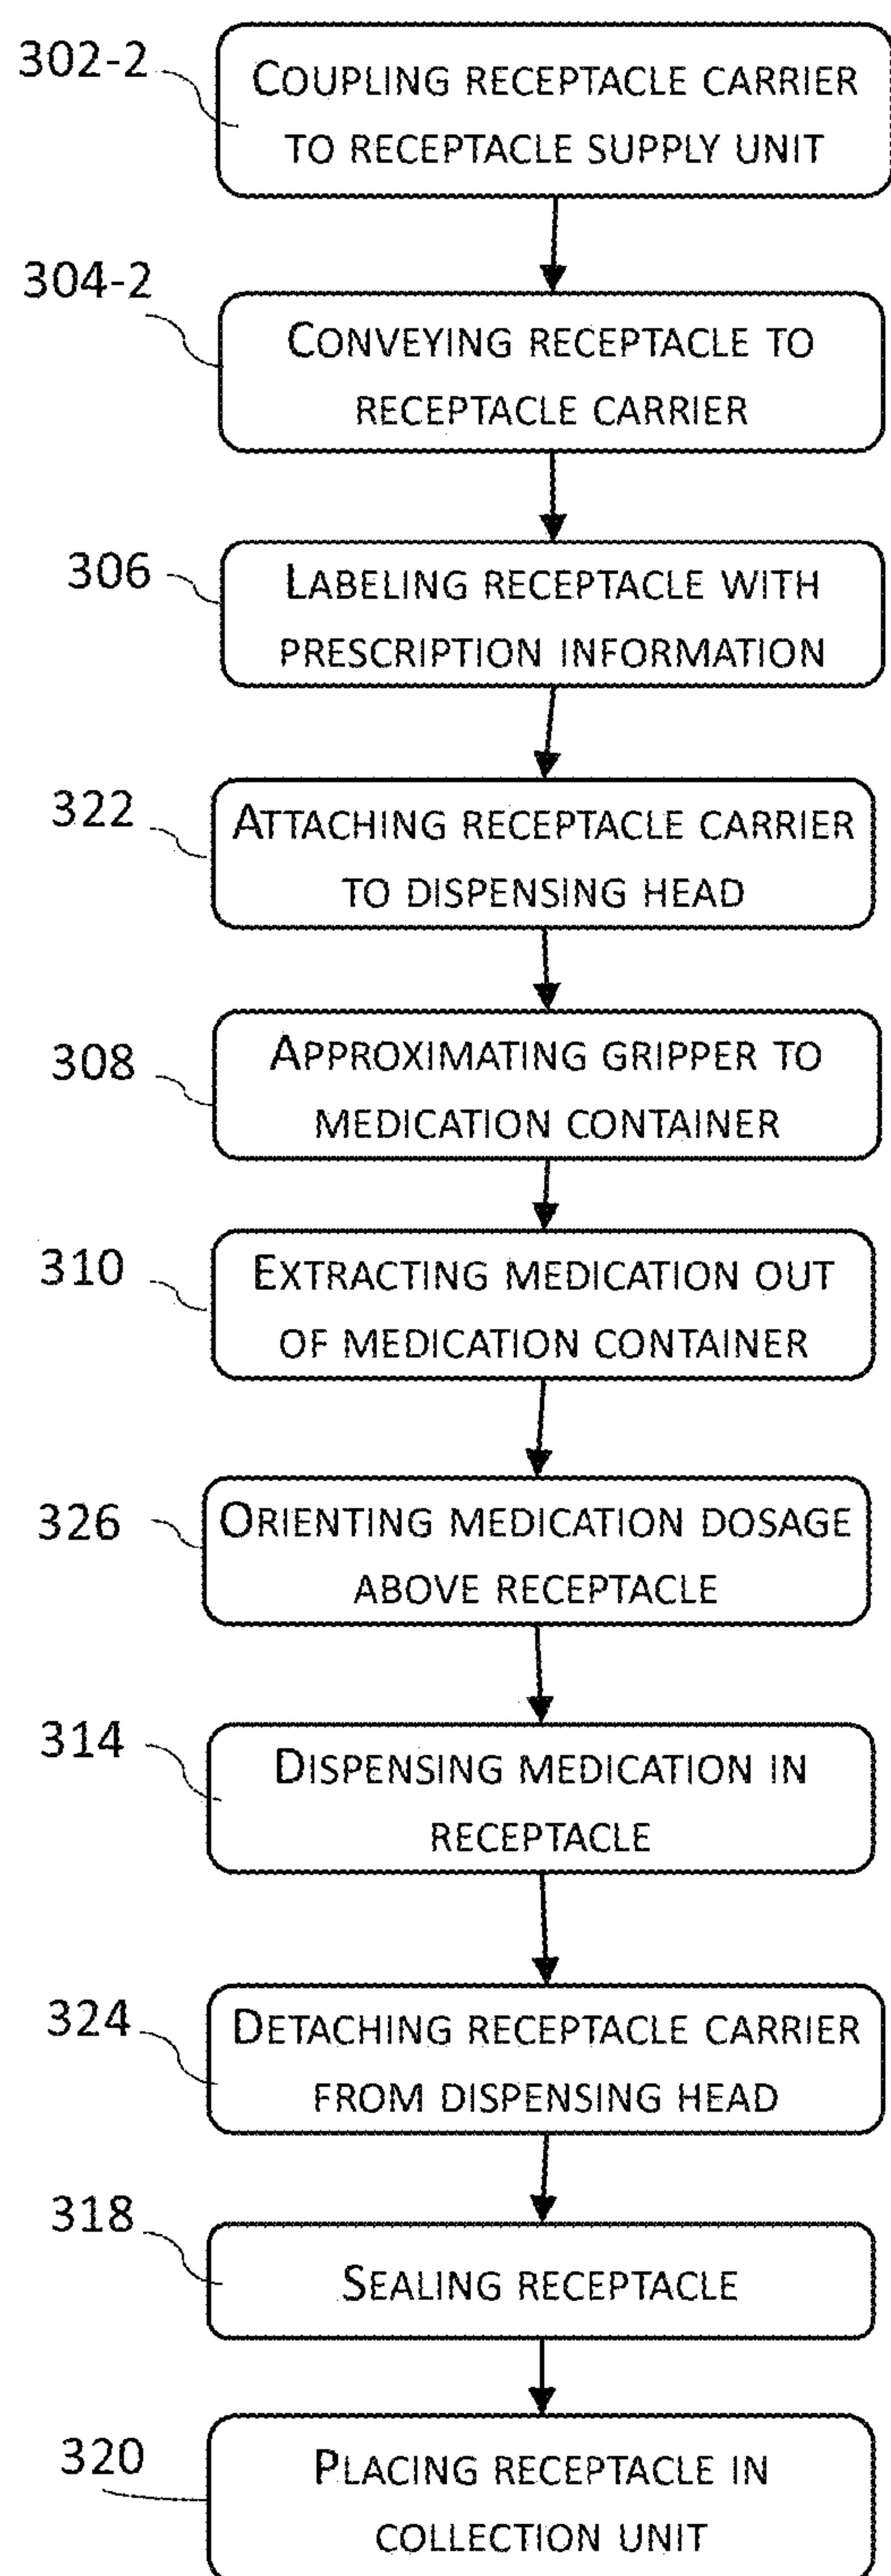 302-2
COUPLING RECEPTACLE CARRIER
TO RECEPTACLE SUPPLY UNIT
304-2
CONVEYING RECEPTACLE TO
RECEPTACLE CARRIER
306
LABELING RECEPTACLE WITH
PRESCRIPTION INFORMATION
322
ATTACHING RECEPTACLE CARRIER
TO DISPENSING HEAD
308
APPROXIMATING GRIPPER TO
MEDICATION CONTAINER
310
EXTRACTING MEDICATION OUT
OF MEDICATION CONTAINER
326
ORIENTING MEDICATION DOSAGE
ABOVE RECEPTACLE
314
DISPENSING MEDICATION IN
RECEPTACLE
324
DETACHING RECEPTACLE CARRIER
FROM DISPENSING HEAD
318
SEALING RECEPTACLE
320
PLACING RECEPTACLE IN
COLLECTION UNIT